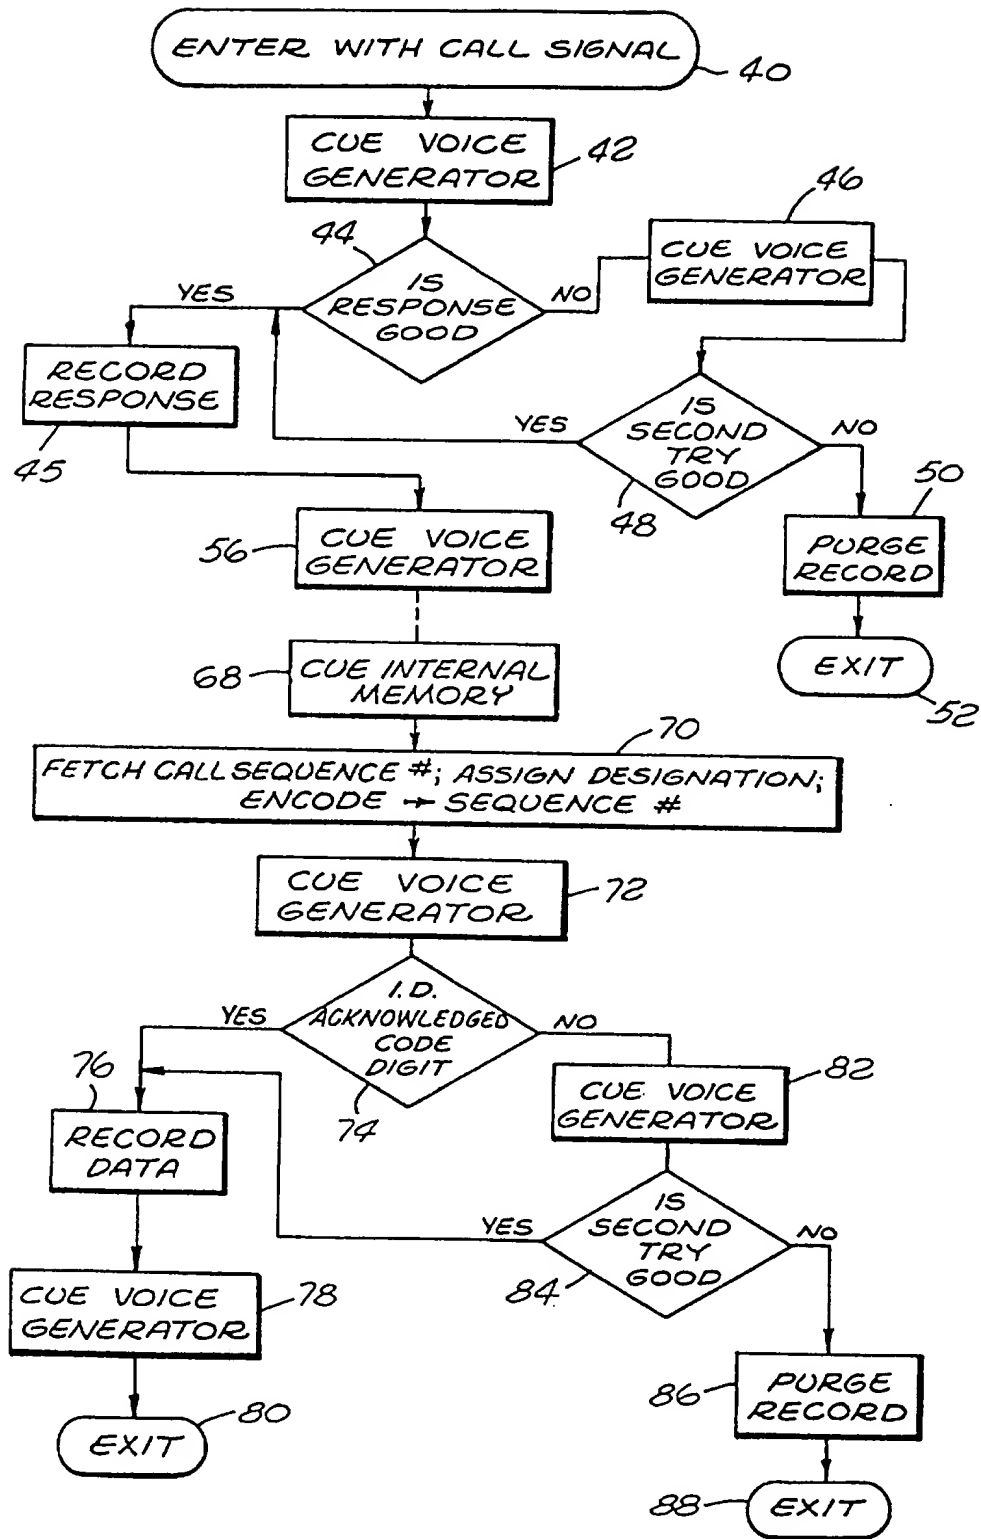 ENTER WITH CALL SIGNAL
40
CUE VOICE
GENERATOR
42
46
44
IS
RESPONSE
GOOD
CUE VOICE
GENERATOR
YES
NO
RECORD
RESPONSE
45
IS
SECOND
TRY
GOOD
YES
NO
48
50
56
CUE VOICE
GENERATOR
PURGE
RECORD
68
CUE INTERNAL
MEMORY
EXIT
52
70
FETCH CALL SEQUENCE #; ASSIGN DESIGNATION;
ENCODE → SEQUENCE #
CUE VOICE
GENERATOR
72
I.D.
ACKNOWLEDGED
CODE
DIGIT
YES
NO
74
76
RECORD
DATA
CUE VOICE
GENERATOR
82
IS
SECOND
TRY
GOOD
YES
NO
84
CUE VOICE
GENERATOR
78
86
PURGE
RECORD
80
EXIT
88
EXIT